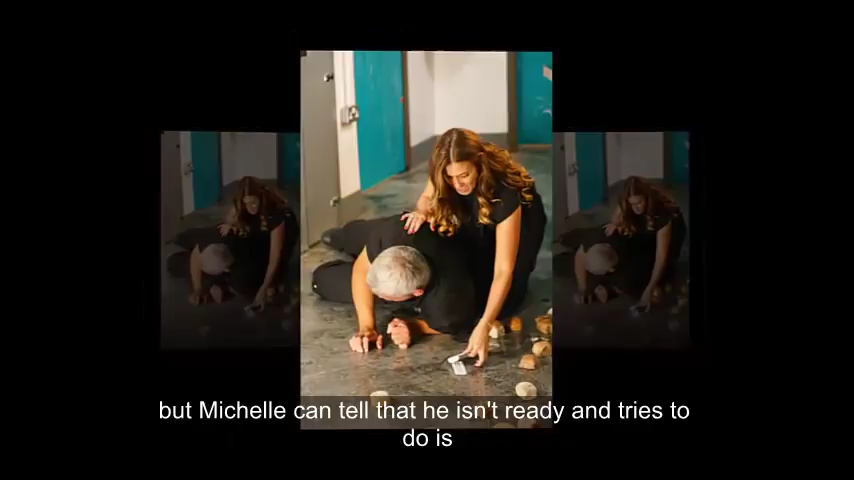 but Michelle can tell that he isn't ready and tries to
do is